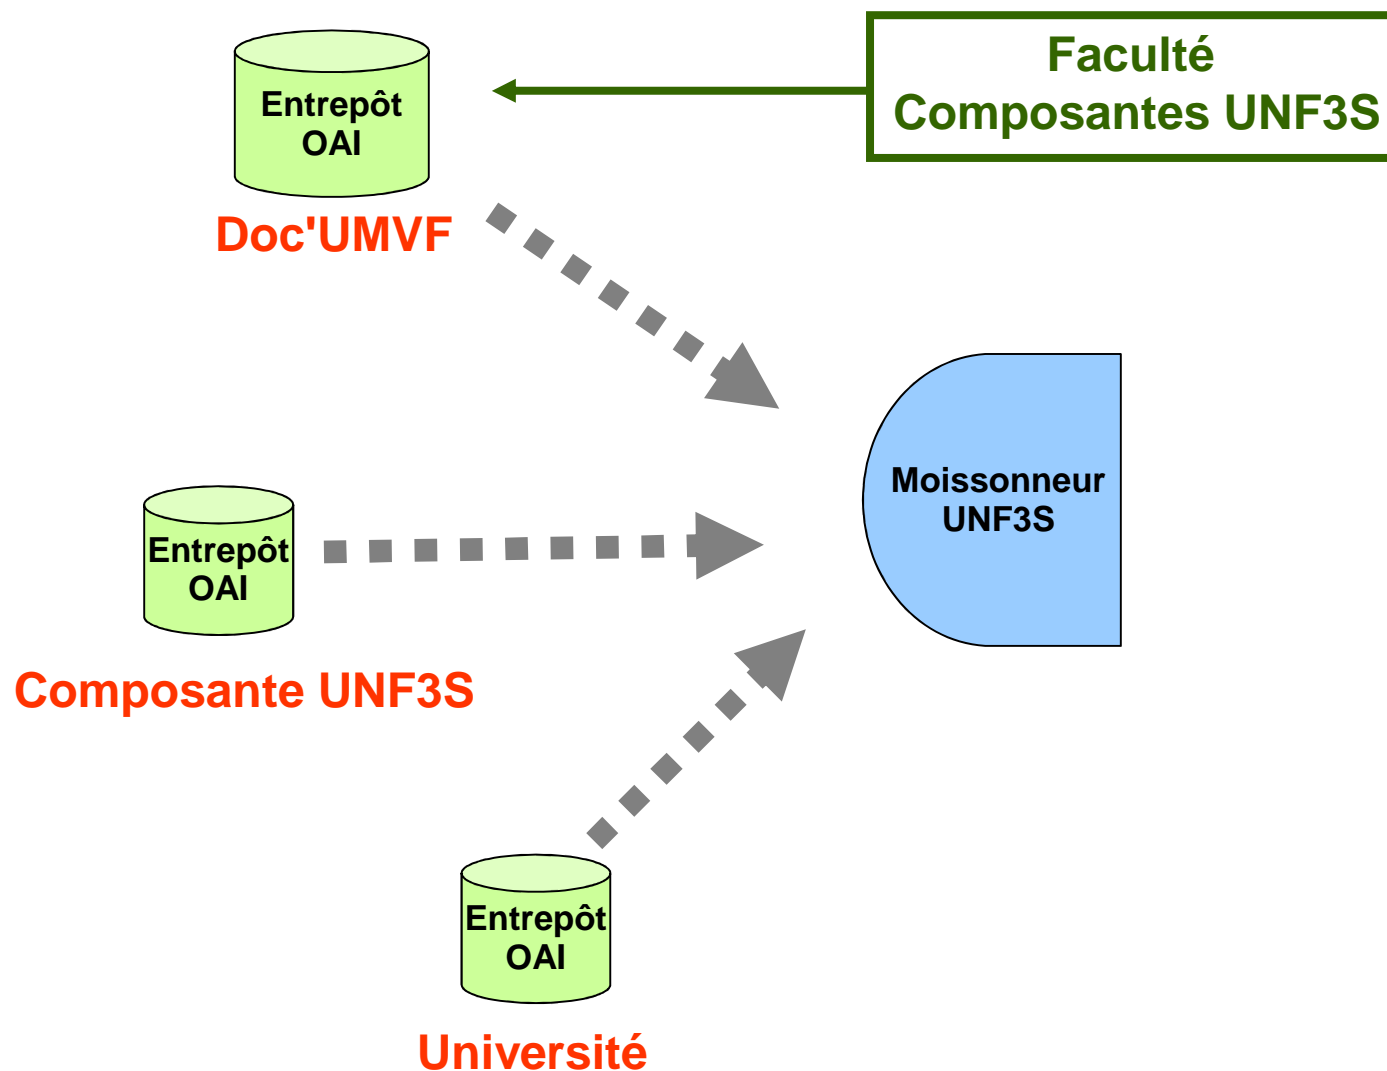 Faculté
Composantes UNF3S
Entrepôt
OAI
Doc'UMVF
Moissonneur
UNF3S
Entrepôt
OAI
Composante UNF3S
Entrepôt
OAI
Université